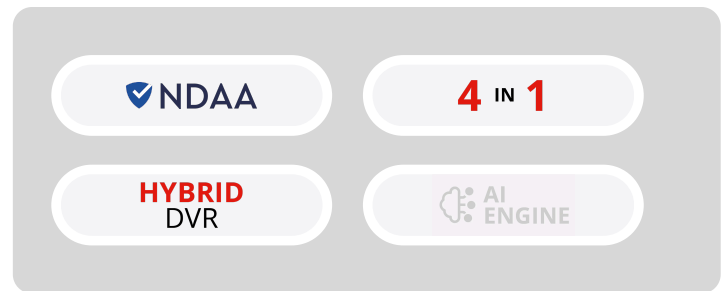 NDAA
4 IN 1
HYBRID
DVR
AI
ENGINE